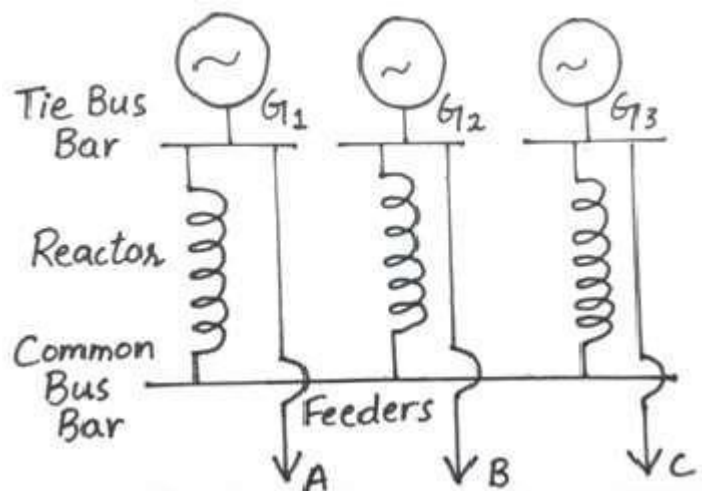 G1
G2
G3
Tie Bus
Bar
Reactor
Common
Bus
Bar
Feeders
A
B
C